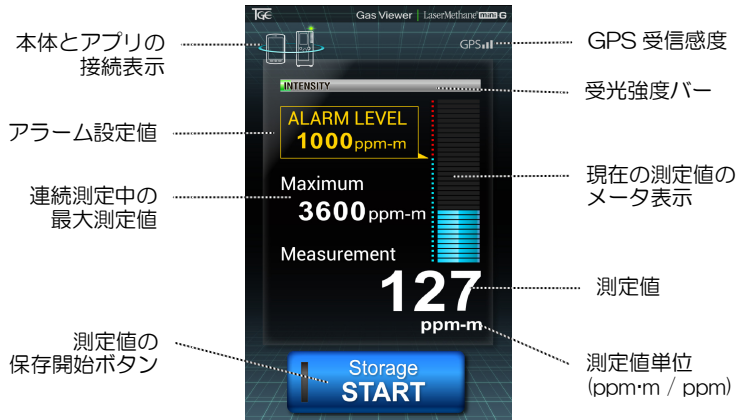 TGE
Gas Viewer | LaserMethane mini G
本体とアプリの
接続表示
GPS
GPS 受信感度
INTENSITY
受光強度バー
アラーム設定値
ALARM LEVEL
1000ppm-m
連続測定中の
最大測定値
Maximum
3600ppm-m
現在の測定値の
メータ表示
Measurement
127
ppm-m
測定値
測定値単位
(ppm･m / ppm)
測定値の
保存開始ボタン
Storage
START